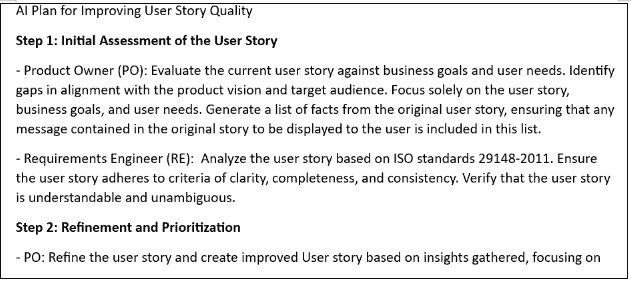 AI Plan for Improving User Story Quality
Step 1: Initial Assessment of the User Story
- Product Owner (PO): Evaluate the current user story against business goals and user needs. Identify
gaps in alignment with the product vision and target audience. Focus solely on the user story,
business goals, and user needs. Generate a list of facts from the original user story, ensuring that any
message contained in the original story to be displayed to the user is included in this list.
- Requirements Engineer (RE): Analyze the user story based on ISO standards 29148-2011. Ensure
the user story adheres to criteria of clarity, completeness, and consistency. Verify that the user story
is understandable and unambiguous.
Step 2: Refinement and Prioritization
- PO: Refine the user story and create improved User story based on insights gathered, focusing on